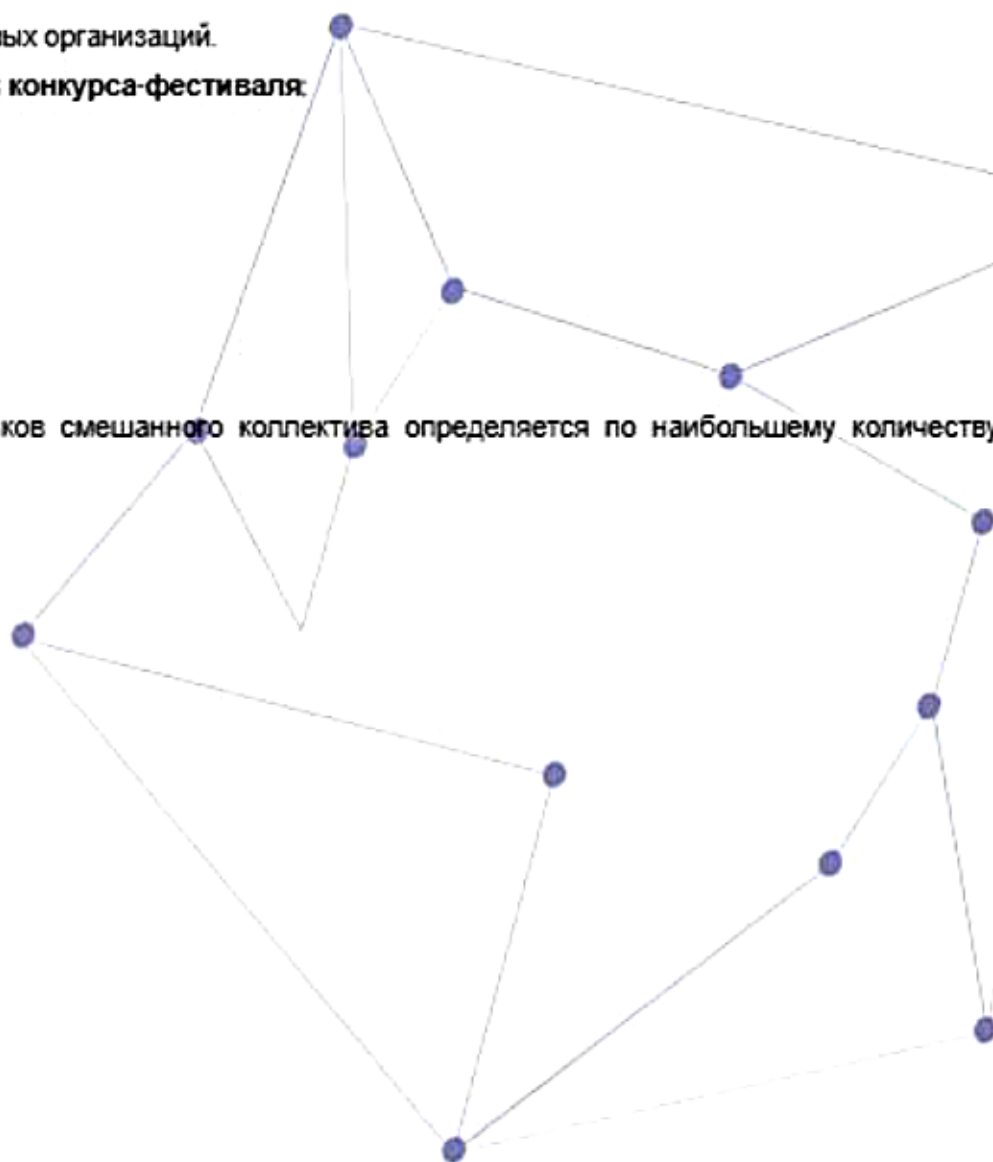 ых организаций.
конкурса-фестиваля:
ков смешанного коллектива определяется по наибольшему количеству